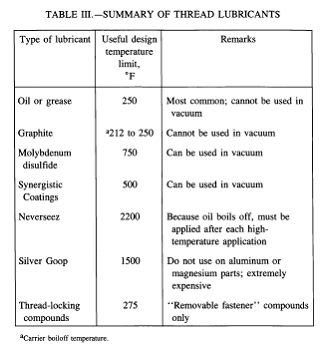 TABLE III.—SUMMARY OF THREAD LUBRICANTS
Type of lubricant Useful design temperature limit, °F Remarks
Oil or grease 250 Most common; cannot be used in vacuum
Graphite ᵃ212 to 250 Cannot be used in vacuum
Molybdenum disulfide 750 Can be used in vacuum
Synergistic Coatings 500 Can be used in vacuum
Neverseez 2200 Because oil boils off, must be applied after each high-temperature application
Silver Goop 1500 Do not use on aluminum or magnesium parts; extremely expensive
Thread-locking compounds 275 “Removable fastener” compounds only
ᵃCarrier boiloff temperature.